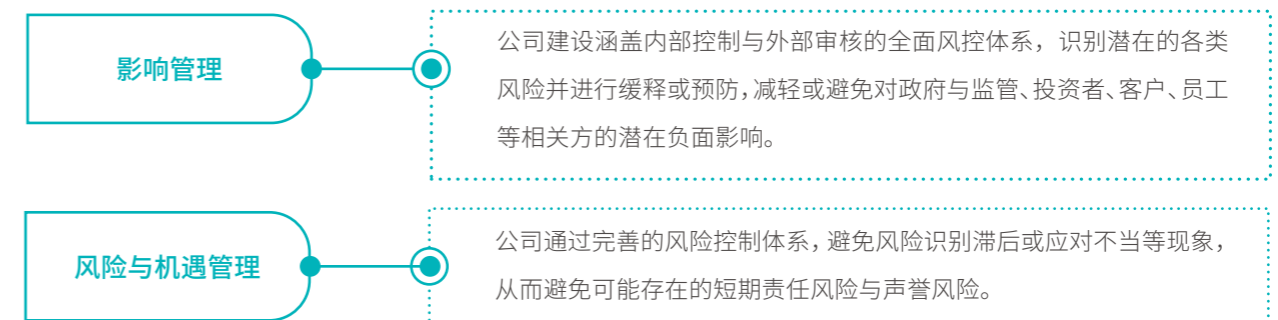 影响管理
公司建设涵盖内部控制与外部审核的全面风控体系，识别潜在的各类
风险并进行缓释或预防，减轻或避免对政府与监管、投资者、客户、员工
等相关方的潜在负面影响。
风险与机遇管理
公司通过完善的风险控制体系，避免风险识别滞后或应对不当等现象，
从而避免可能存在的短期责任风险与声誉风险。